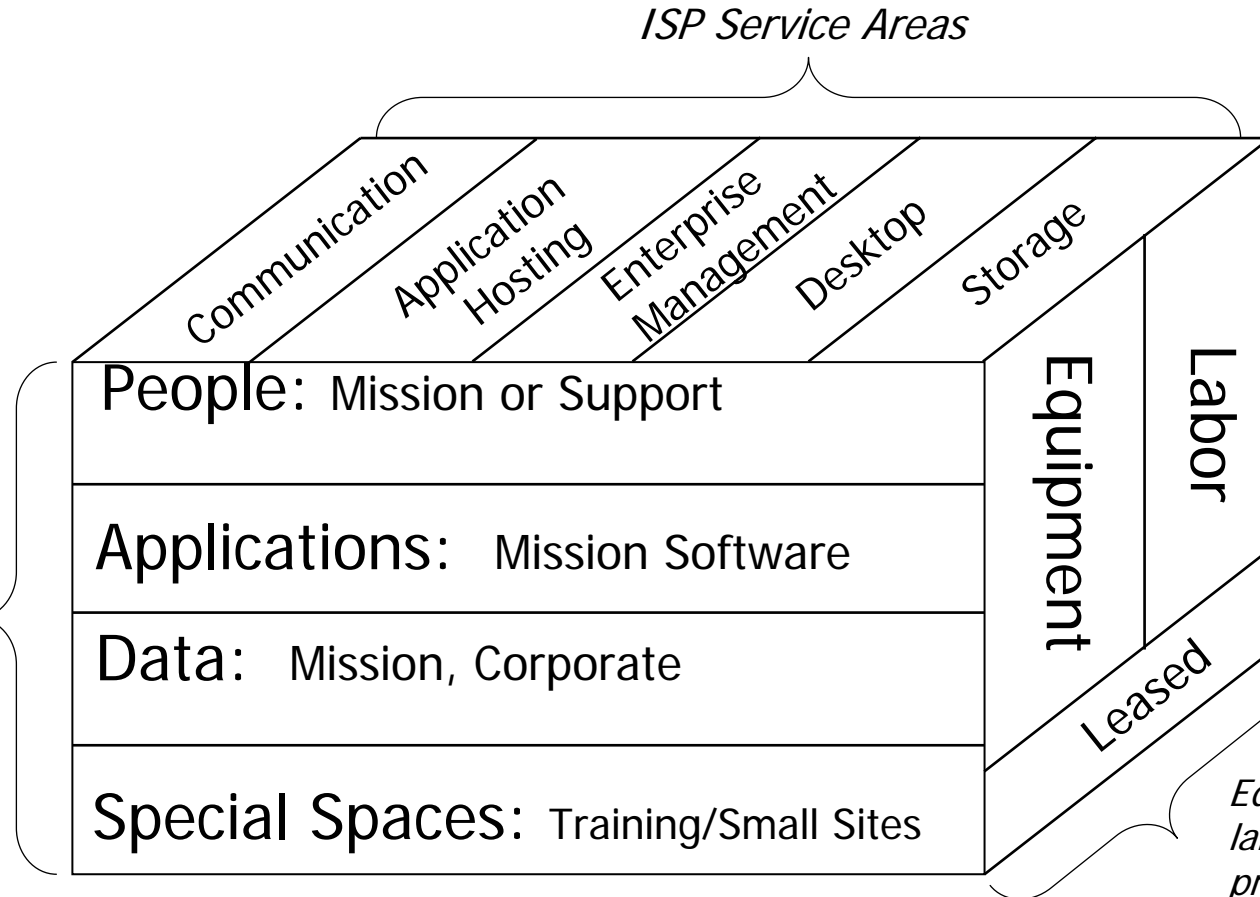 ISP Service Areas
Communication
Application
Hosting
Enterprise
Management
Desktop
Storage
People: Mission or Support
Applications: Mission Software
Data: Mission, Corporate
Special Spaces: Training/Small Sites
Equipment
Labor
Leased